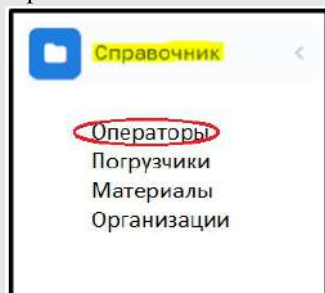 Справочник
Операторы
Погрузчики
Материалы
Организации